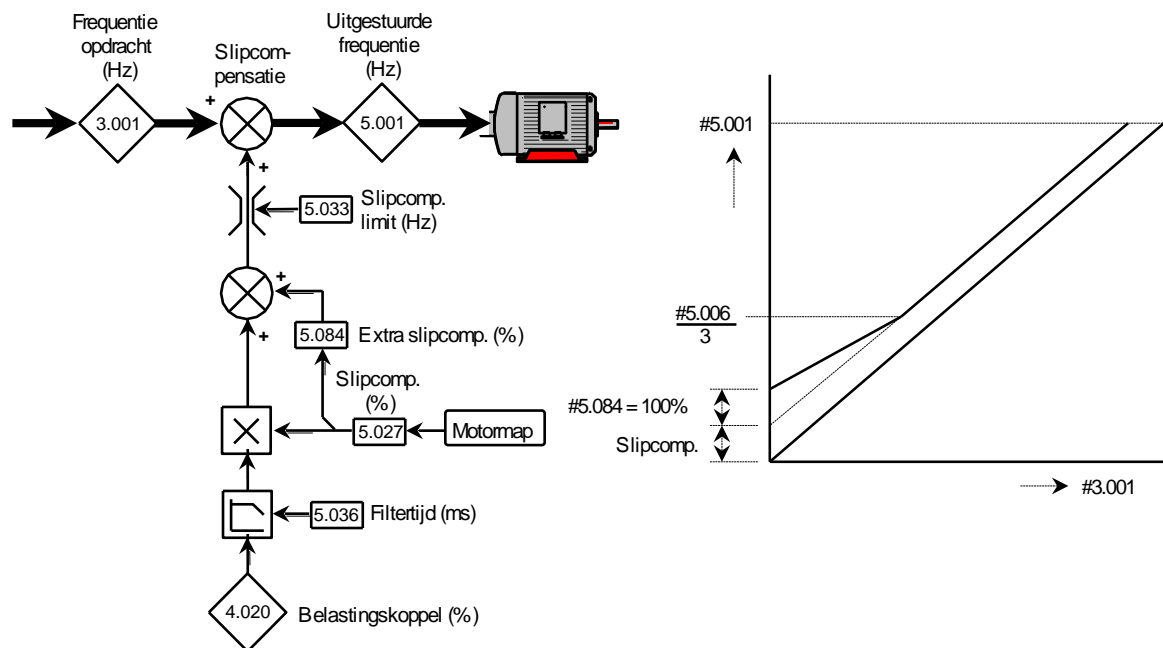 Frequentie
opdracht
(Hz)
Slipcom-
pensatie
Uitgestuurde
frequentie
(Hz)
3.001
+
5.001
+
5.033
Slipcomp.
limit (Hz)
+
5.084
Extra slipcomp. (%)
+
Slipcomp.
(%)
5.027
Motormap
5.036
Filtertijd (ms)
4.020
Belastingskoppel (%)
#5.001
#5.006
3
#5.084 = 100%
Slipcomp.
#3.001